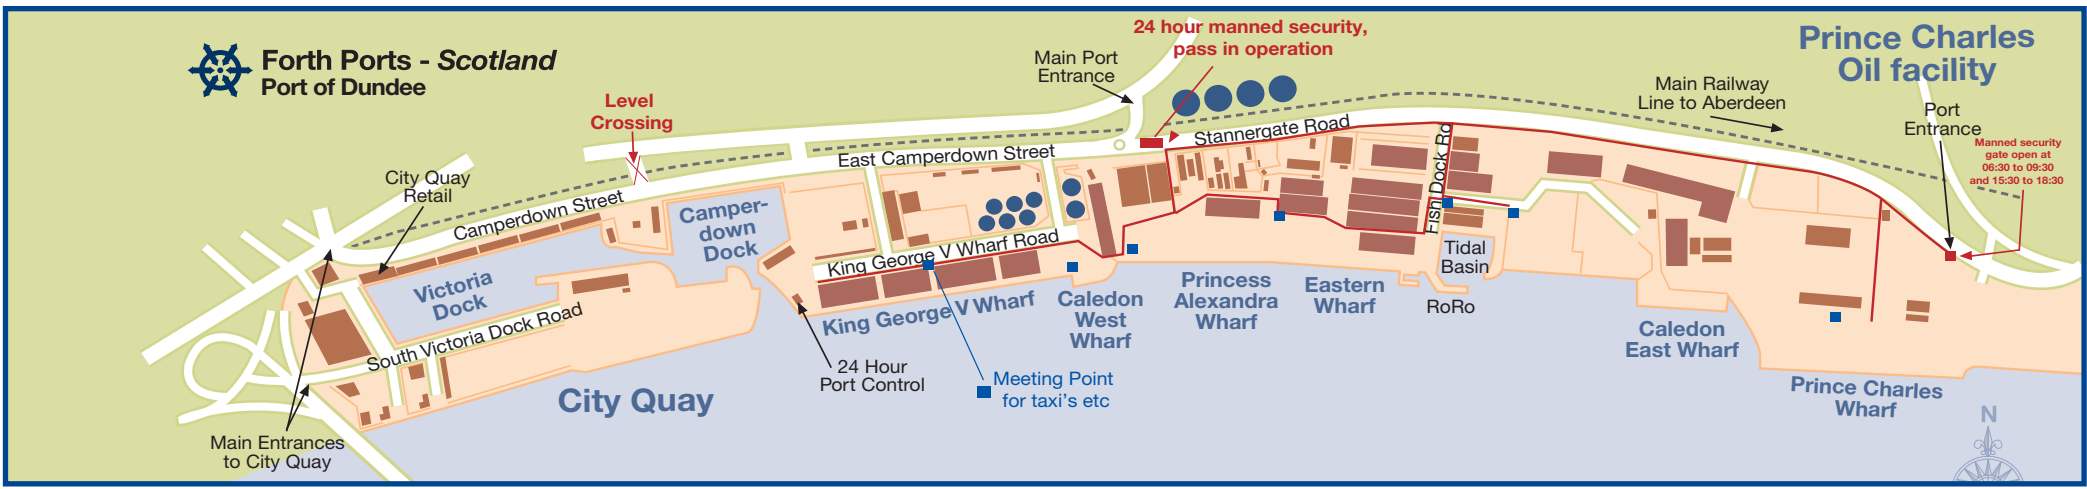 Forth Ports - Scotland
Port of Dundee
24 hour manned security,
pass in operation
Main Port
Entrance
Prince Charles
Oil facility
Main Railway
Line to Aberdeen
Port
Entrance
Manned security
gate open at
06:30 to 09:30
and 15:30 to 18:30
Level
Crossing
Stannergate Road
East Camperdown Street
Fish Dock Rd
City Quay
Retail
Camperdown Street
Camper-
down
Dock
King George V Wharf Road
Tidal
Basin
Victoria
Dock
South Victoria Dock Road
King George V Wharf
Caledon
West
Wharf
Princess
Alexandra
Wharf
Eastern
Wharf
RoRo
Caledon
East Wharf
24 Hour
Port Control
Meeting Point
for taxi's etc
City Quay
Prince Charles
Wharf
Main Entrances
to City Quay
N